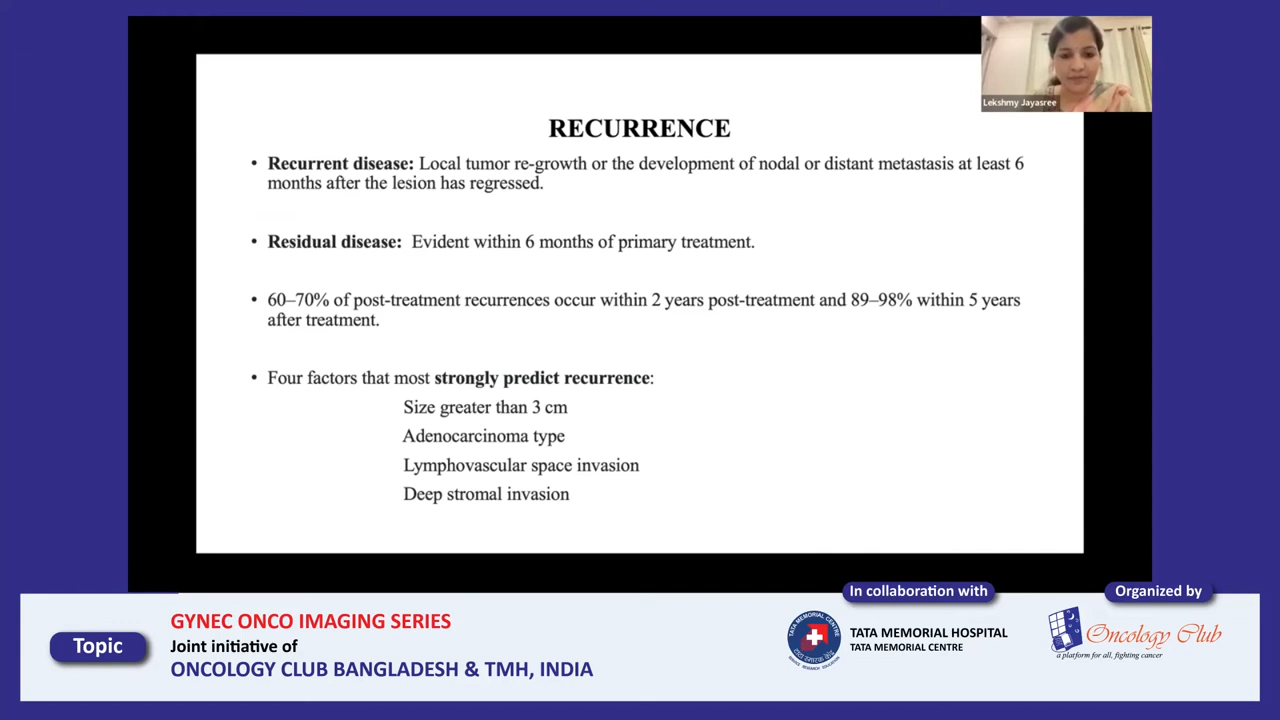 Lekshmy Jayasree
RECURRENCE
• Recurrent disease: Local tumor re-growth or the development of nodal or distant metastasis at least 6
months after the lesion has regressed.
• Residual disease: Evident within 6 months of primary treatment.
• 60–70% of post-treatment recurrences occur within 2 years post-treatment and 89–98% within 5 years
after treatment.
• Four factors that most strongly predict recurrence:
Size greater than 3 cm
Adenocarcinoma type
Lymphovascular space invasion
Deep stromal invasion
Topic
GYNEC ONCO IMAGING SERIES
Joint initiative of
ONCOLOGY CLUB BANGLADESH & TMH, INDIA
In collaboration with
TATA MEMORIAL CENTRE
TATA MEMORIAL HOSPITAL
TATA MEMORIAL CENTRE
Organized by
Oncology Club
a platform for all, fighting cancer